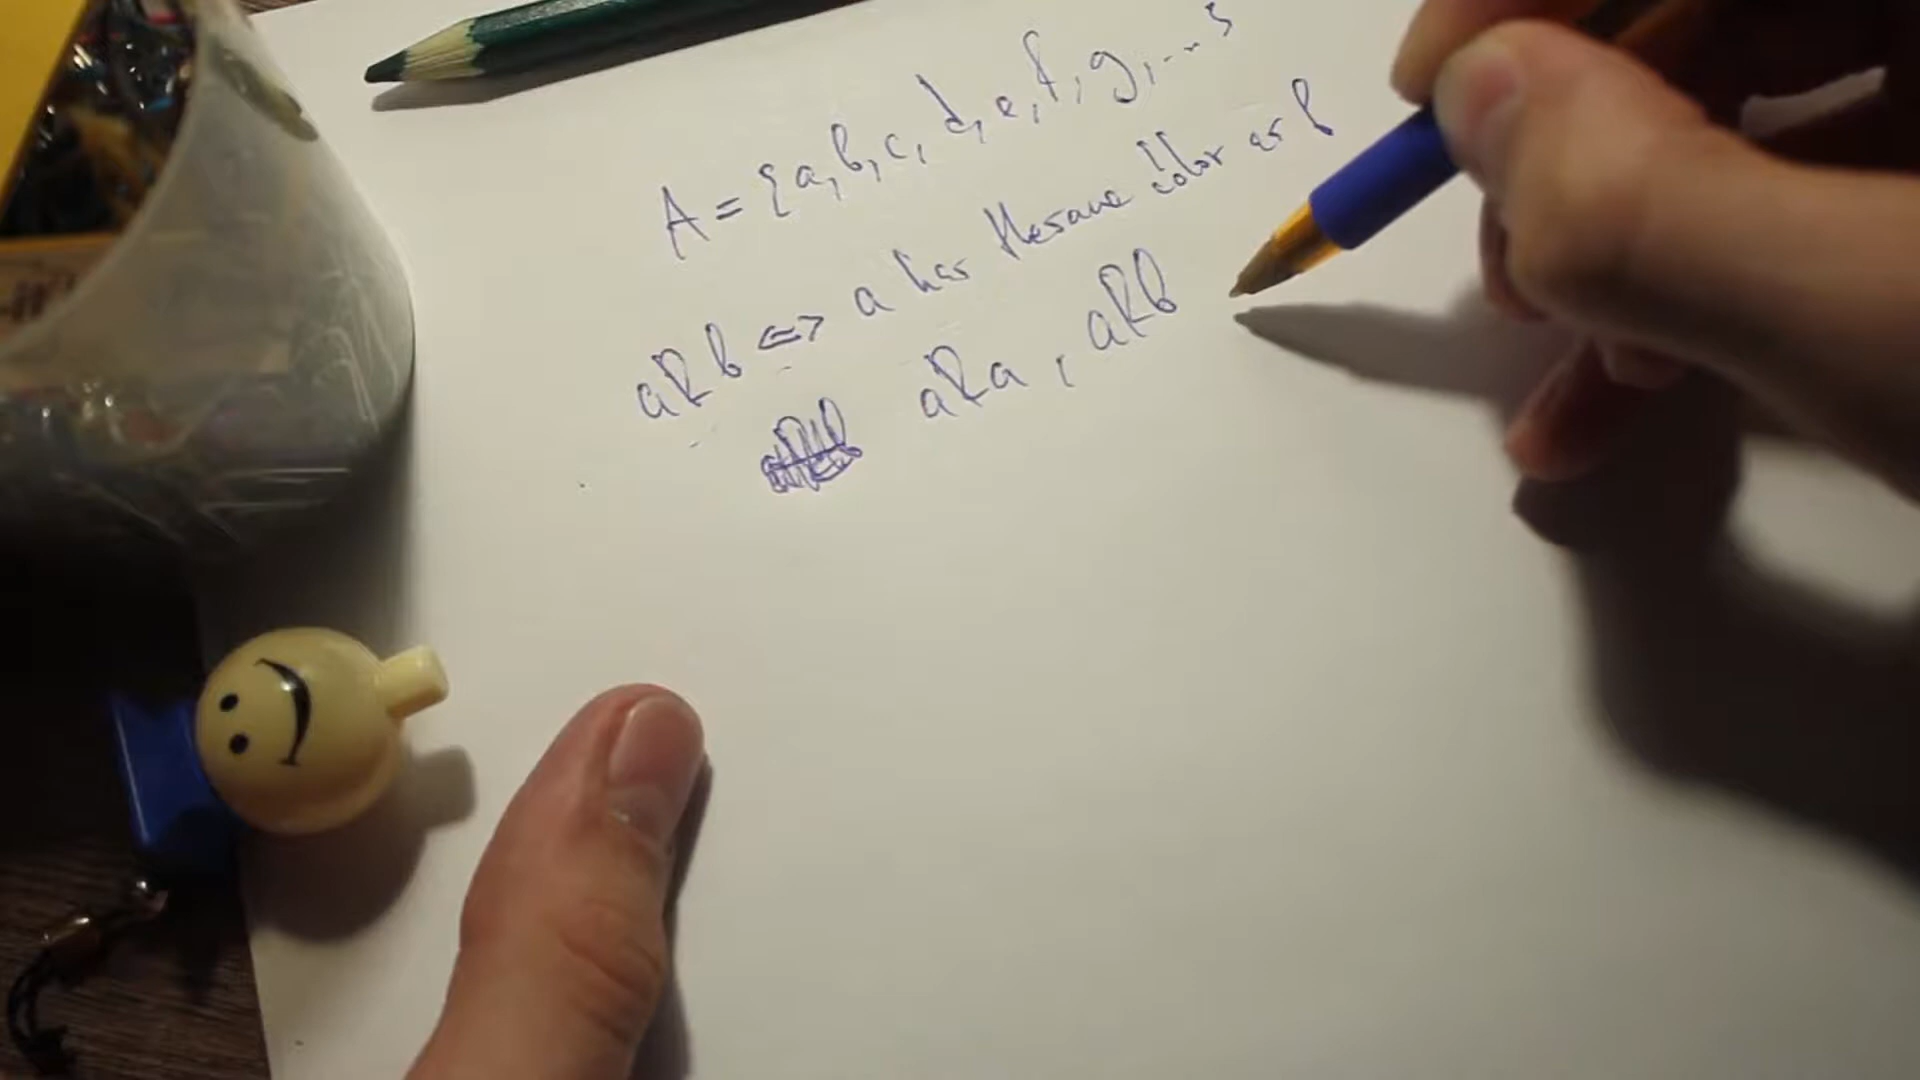 A = {a, b, c, d, e, f, g, ...}
aRb <=> a has the same color as b
aRa, aRb